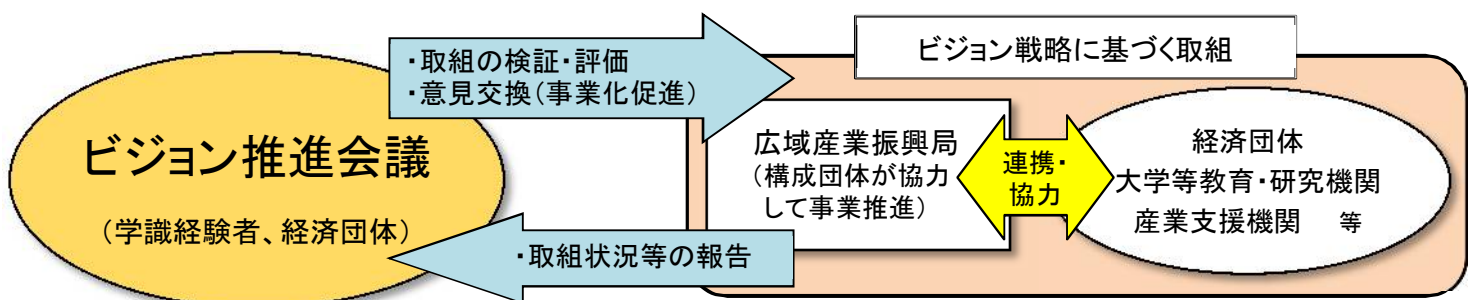 ビジョン推進会議
（学識経験者、経済団体）
・取組の検証・評価
・意見交換（事業化促進）
・取組状況等の報告
ビジョン戦略に基づく取組
広域産業振興局
（構成団体が協力
して事業推進）
連携・
協力
経済団体
大学等教育・研究機関
産業支援機関　等